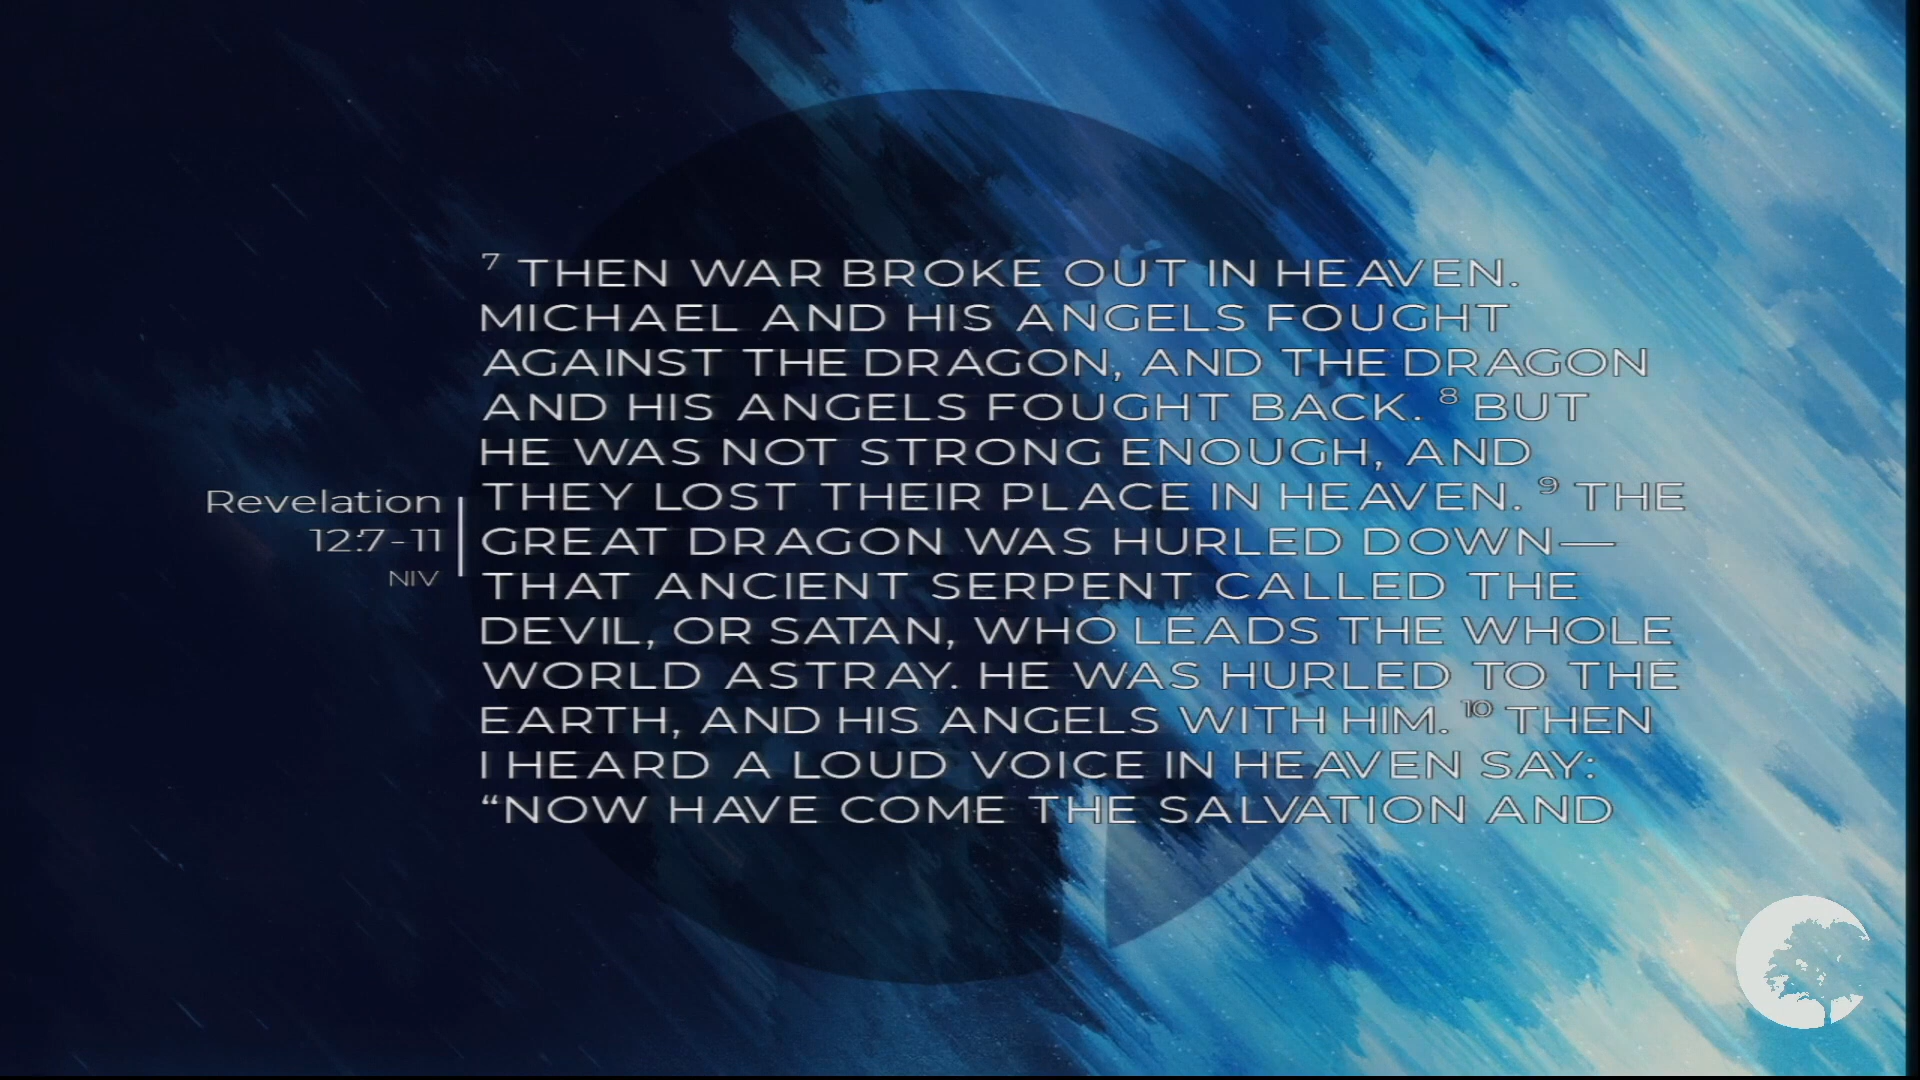 ⁷ THEN WAR BROKE OUT IN HEAVEN.
MICHAEL AND HIS ANGELS FOUGHT
AGAINST THE DRAGON, AND THE DRAGON
AND HIS ANGELS FOUGHT BACK. ⁸ BUT
HE WAS NOT STRONG ENOUGH, AND
THEY LOST THEIR PLACE IN HEAVEN. ⁹ THE
GREAT DRAGON WAS HURLED DOWN—
THAT ANCIENT SERPENT CALLED THE
DEVIL, OR SATAN, WHO LEADS THE WHOLE
WORLD ASTRAY. HE WAS HURLED TO THE
EARTH, AND HIS ANGELS WITH HIM. ¹⁰ THEN
I HEARD A LOUD VOICE IN HEAVEN SAY:
“NOW HAVE COME THE SALVATION AND
Revelation
12:7-11
NIV